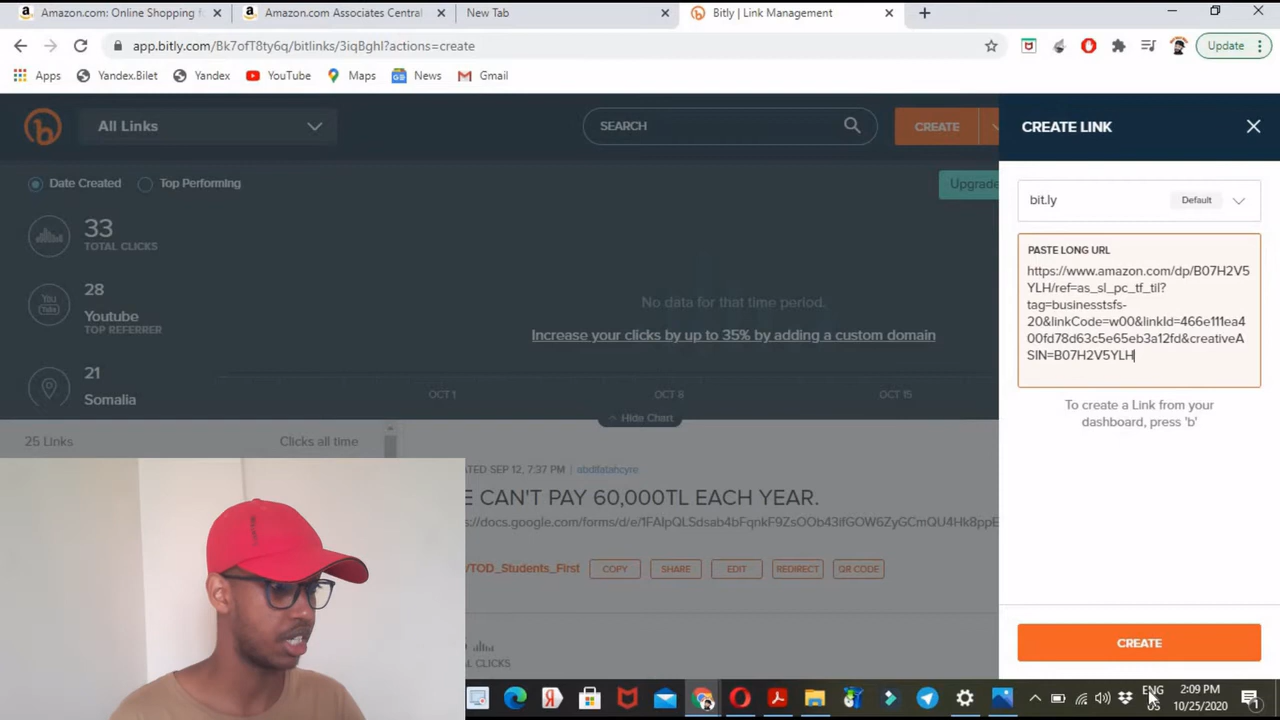 Amazon.com: Online Shopping f
Amazon.com Associates Central
New Tab
Bitly | Link Management
app.bitly.com/Bk7ofT8ty6q/bitlinks/3iqBghI?actions=create
Update
Apps
Yandex.Bilet
Yandex
YouTube
Maps
News
Gmail
All Links
SEARCH
CREATE
CREATE LINK
Date Created
Top Performing
Upgrade
33
TOTAL CLICKS
28
Youtube
TOP REFERRER
21
Somalia
No data for that time period.
Increase your clicks by up to 35% by adding a custom domain
OCT 1
OCT 8
OCT 15
Hide Chart
bit.ly
Default
PASTE LONG URL
https://www.amazon.com/dp/B07H2V5
YLH/ref=as_sl_pc_tf_til?
tag=businesstsfs-
20&linkCode=w00&linkId=466e111ea4
00fd78d63c5e65eb3a12fd&creativeA
SIN=B07H2V5YLH
To create a Link from your
dashboard, press 'b'
25 Links
Clicks all time
ATED SEP 12, 7:37 PM | abdifatahcyre
E CAN'T PAY 60,000TL EACH YEAR.
s://docs.google.com/forms/d/e/1FAIpQLSdsab4bFqnkF9ZsOOb43lfGOW6ZyGCmQU4Hk8ppE
/TOD_Students_First
COPY
SHARE
EDIT
REDIRECT
QR CODE
CLICKS
CREATE
ENG
US
2:09 PM
10/25/2020
1